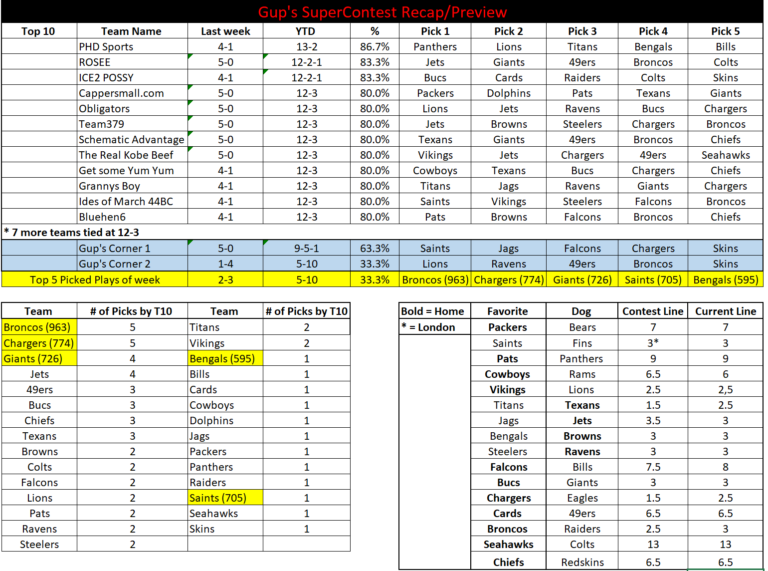 Gup's SuperContest Recap/Preview
Top 10 Team Name Last week YTD % Pick 1 Pick 2 Pick 3 Pick 4 Pick 5
PHD Sports 4-1 13-2 86.7% Panthers Lions Titans Bengals Bills
ROSEE 5-0 12-2-1 83.3% Jets Giants 49ers Broncos Colts
ICE2 POSSY 4-1 12-2-1 83.3% Bucs Cards Raiders Colts Skins
Cappersmall.com 5-0 12-3 80.0% Packers Dolphins Pats Texans Giants
Obligators 5-0 12-3 80.0% Lions Jets Ravens Bucs Chargers
Team379 5-0 12-3 80.0% Jets Browns Steelers Chargers Broncos
Schematic Advantage 5-0 12-3 80.0% Texans Giants 49ers Broncos Chiefs
The Real Kobe Beef 5-0 12-3 80.0% Vikings Jets Chargers 49ers Seahawks
Get some Yum Yum 4-1 12-3 80.0% Cowboys Texans Bucs Chargers Chiefs
Grannys Boy 4-1 12-3 80.0% Titans Jags Ravens Giants Chargers
Ides of March 44BC 4-1 12-3 80.0% Saints Vikings Steelers Falcons Broncos
Bluehen6 4-1 12-3 80.0% Pats Browns Falcons Broncos Chiefs
* 7 more teams tied at 12-3
Gup's Corner 1 5-0 9-5-1 63.3% Saints Jags Falcons Chargers Skins
Gup's Corner 2 1-4 5-10 33.3% Lions Ravens 49ers Broncos Skins
Top 5 Picked Plays of week 2-3 5-10 33.3% Broncos (963) Chargers (774) Giants (726) Saints (705) Bengals (595)
Team # of Picks by T10 Team # of Picks by T10
Broncos (963) 5 Titans 2
Chargers (774) 5 Vikings 2
Giants (726) 4 Bengals (595) 1
Jets 4 Bills 1
49ers 3 Cards 1
Bucs 3 Cowboys 1
Chiefs 3 Dolphins 1
Texans 3 Jags 1
Browns 2 Packers 1
Colts 2 Panthers 1
Falcons 2 Raiders 1
Lions 2 Saints (705) 1
Pats 2 Seahawks 1
Ravens 2 Skins 1
Steelers 2
Bold = Home Favorite Dog Contest Line Current Line
* = London Packers Bears 7 7
Saints Fins 3* 3
Pats Panthers 9 9
Cowboys Rams 6.5 6
Vikings Lions 2.5 2,5
Titans Texans 1.5 2.5
Jags Jets 3.5 3
Bengals Browns 3 3
Steelers Ravens 3 3
Falcons Bills 7.5 8
Bucs Giants 3 3
Chargers Eagles 1.5 2.5
Cards 49ers 6.5 6.5
Broncos Raiders 2.5 3
Seahawks Colts 13 13
Chiefs Redskins 6.5 6.5